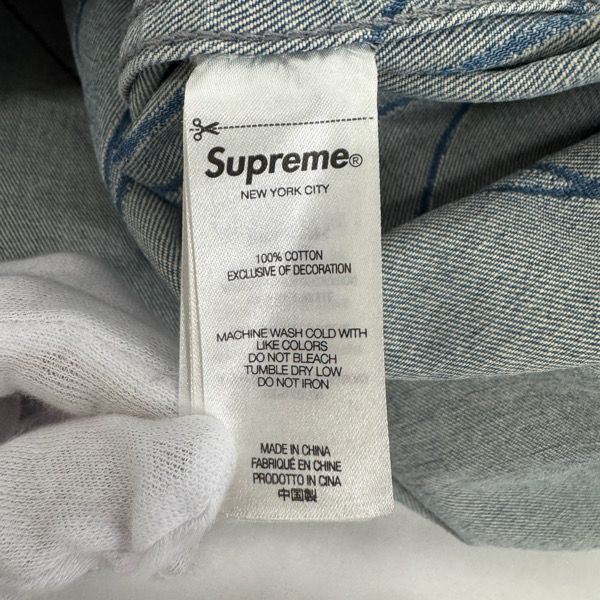 Supreme®
NEW YORK CITY
100% COTTON
EXCLUSIVE OF DECORATION
MACHINE WASH COLD WITH
LIKE COLORS
DO NOT BLEACH
TUMBLE DRY LOW
DO NOT IRON
MADE IN CHINA
FABRIQUÉ EN CHINE
PRODOTTO IN CINA
中国製